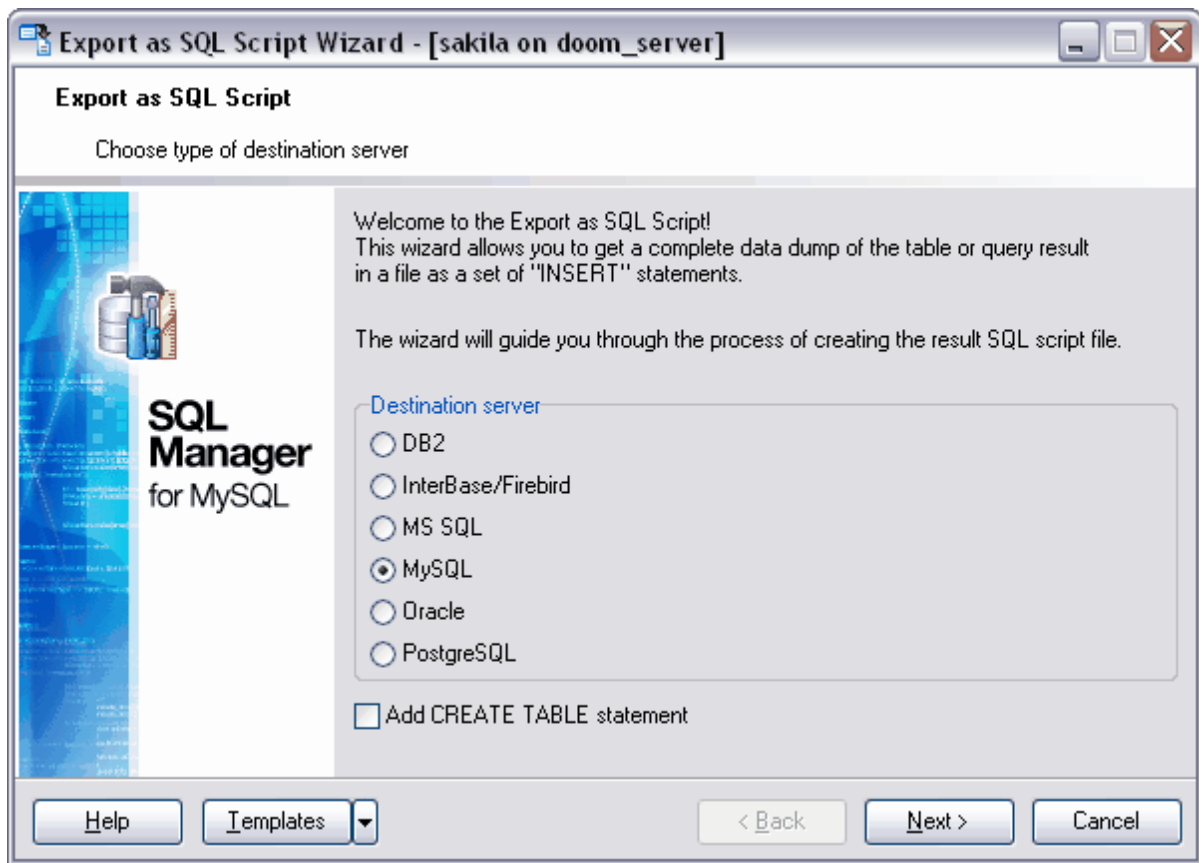 Export as SQL Script Wizard - [sakila on doom_server]
Export as SQL Script
Choose type of destination server
Welcome to the Export as SQL Script!
This wizard allows you to get a complete data dump of the table or query result
in a file as a set of "INSERT" statements.
The wizard will guide you through the process of creating the result SQL script file.
SQL
Manager
for MySQL
Destination server
DB2
InterBase/Firebird
MS SQL
MySQL
Oracle
PostgreSQL
Add CREATE TABLE statement
Help
Templates
< Back
Next >
Cancel